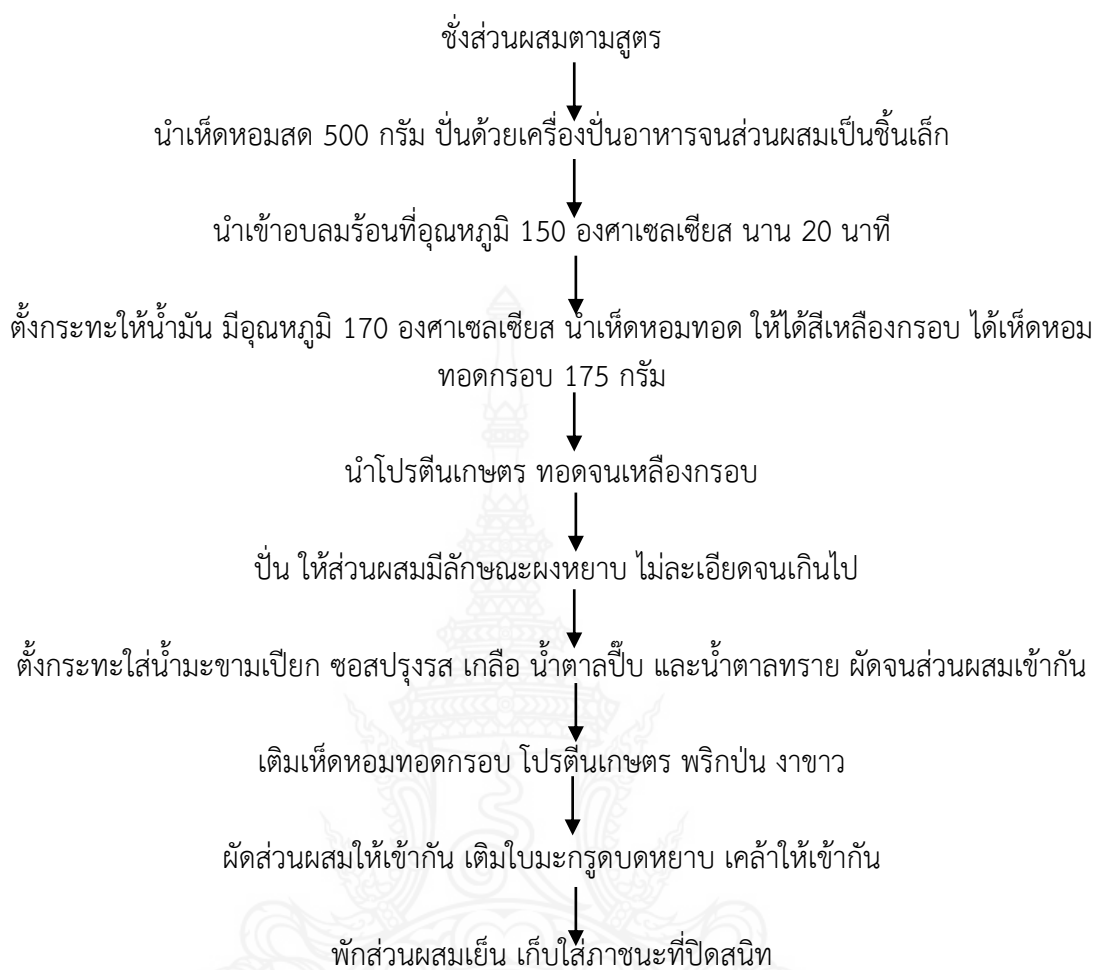 ชั่งส่วนผสมตามสูตร
นำเห็ดหอมสด 500 กรัม ปั่นด้วยเครื่องปั่นอาหารจนส่วนผสมเป็นชิ้นเล็ก
นำเข้าอบลมร้อนที่อุณหภูมิ 150 องศาเซลเซียส นาน 20 นาที
ตั้งกระทะให้น้ำมัน มีอุณหภูมิ 170 องศาเซลเซียส นำเห็ดหอมทอด ให้ได้สีเหลืองกรอบ ได้เห็ดหอม
ทอดกรอบ 175 กรัม
นำโปรตีนเกษตร ทอดจนเหลืองกรอบ
ปั่น ให้ส่วนผสมมีลักษณะผงหยาบ ไม่ละเอียดจนเกินไป
ตั้งกระทะใส่น้ำมะขามเปียก ซอสปรุงรส เกลือ น้ำตาลปี๊บ และน้ำตาลทราย ผัดจนส่วนผสมเข้ากัน
เติมเห็ดหอมทอดกรอบ โปรตีนเกษตร พริกป่น งาขาว
ผัดส่วนผสมให้เข้ากัน เติมใบมะกรูดบดหยาบ เคล้าให้เข้ากัน
พักส่วนผสมเย็น เก็บใส่ภาชนะที่ปิดสนิท